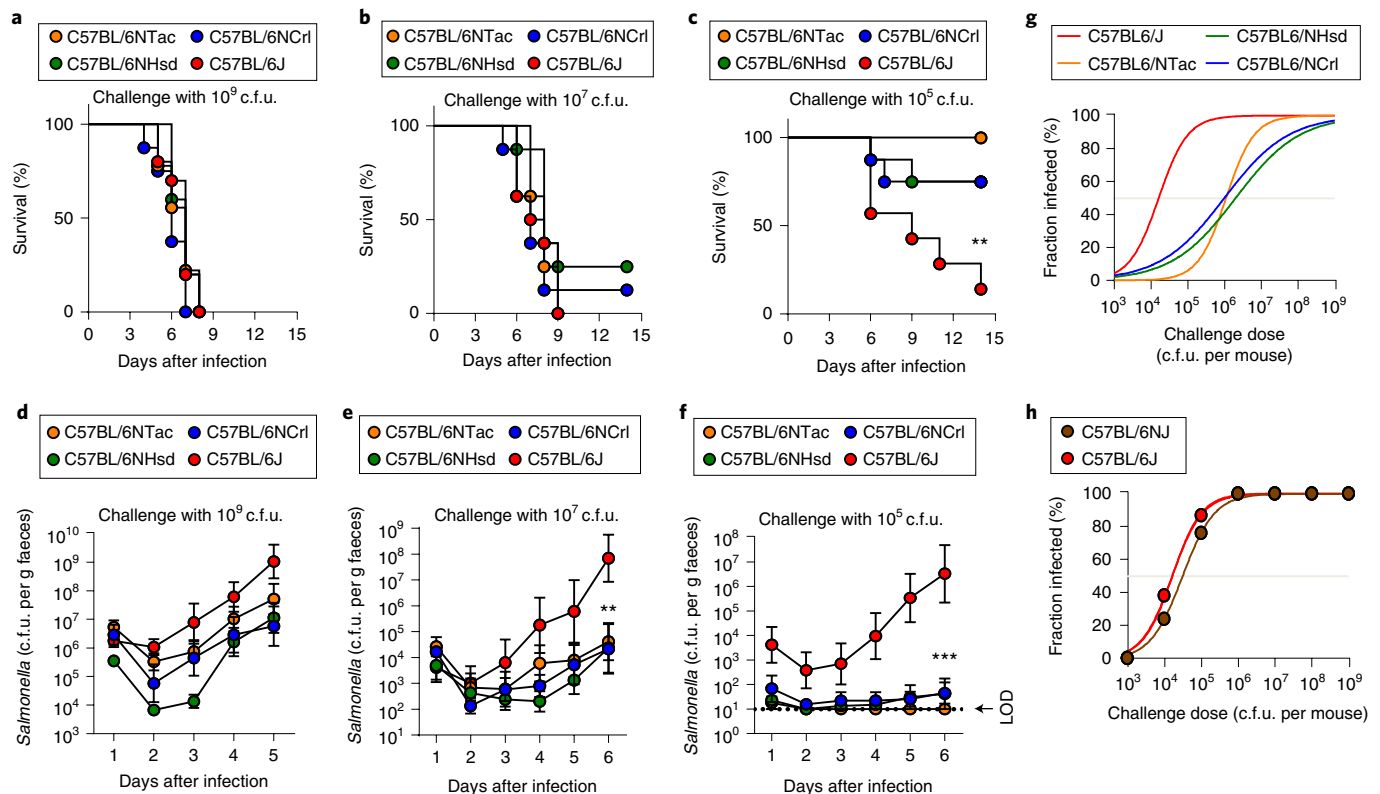 a
C57BL/6NTac C57BL/6NCrl
C57BL/6NHsd C57BL/6J
Challenge with 10⁹ c.f.u.
Survival (%)
100
50
0
0 3 6 9 12 15
Days after infection
b
C57BL/6NTac C57BL/6NCrl
C57BL/6NHsd C57BL/6J
Challenge with 10⁷ c.f.u.
Survival (%)
100
50
0
0 3 6 9 12 15
Days after infection
c
C57BL/6NTac C57BL/6NCrl
C57BL/6NHsd C57BL/6J
Challenge with 10⁵ c.f.u.
Survival (%)
100
50
0
**
0 3 6 9 12 15
Days after infection
g
C57BL6/J C57BL6/NHsd
C57BL6/NTac C57BL6/NCrl
Fraction infected (%)
100
80
60
40
20
0
10³ 10⁴ 10⁵ 10⁶ 10⁷ 10⁸ 10⁹
Challenge dose
(c.f.u. per mouse)
d
C57BL/6NTac C57BL/6NCrl
C57BL/6NHsd C57BL/6J
Challenge with 10⁹ c.f.u.
Salmonella (c.f.u. per g faeces)
10¹⁰
10⁹
10⁸
10⁷
10⁶
10⁵
10⁴
10³
1 2 3 4 5
Days after infection
e
C57BL/6NTac C57BL/6NCrl
C57BL/6NHsd C57BL/6J
Challenge with 10⁷ c.f.u.
Salmonella (c.f.u. per g faeces)
10⁹
10⁸
10⁷
10⁶
10⁵
10⁴
10³
10²
10¹
**
1 2 3 4 5 6
Days after infection
f
C57BL/6NTac C57BL/6NCrl
C57BL/6NHsd C57BL/6J
Challenge with 10⁵ c.f.u.
Salmonella (c.f.u. per g faeces)
10⁸
10⁷
10⁶
10⁵
10⁴
10³
10²
10¹
10⁰
***
LOD
1 2 3 4 5 6
Days after infection
h
C57BL/6NJ
C57BL/6J
Fraction infected (%)
100
80
60
40
20
0
10³ 10⁴ 10⁵ 10⁶ 10⁷ 10⁸ 10⁹
Challenge dose (c.f.u. per mouse)